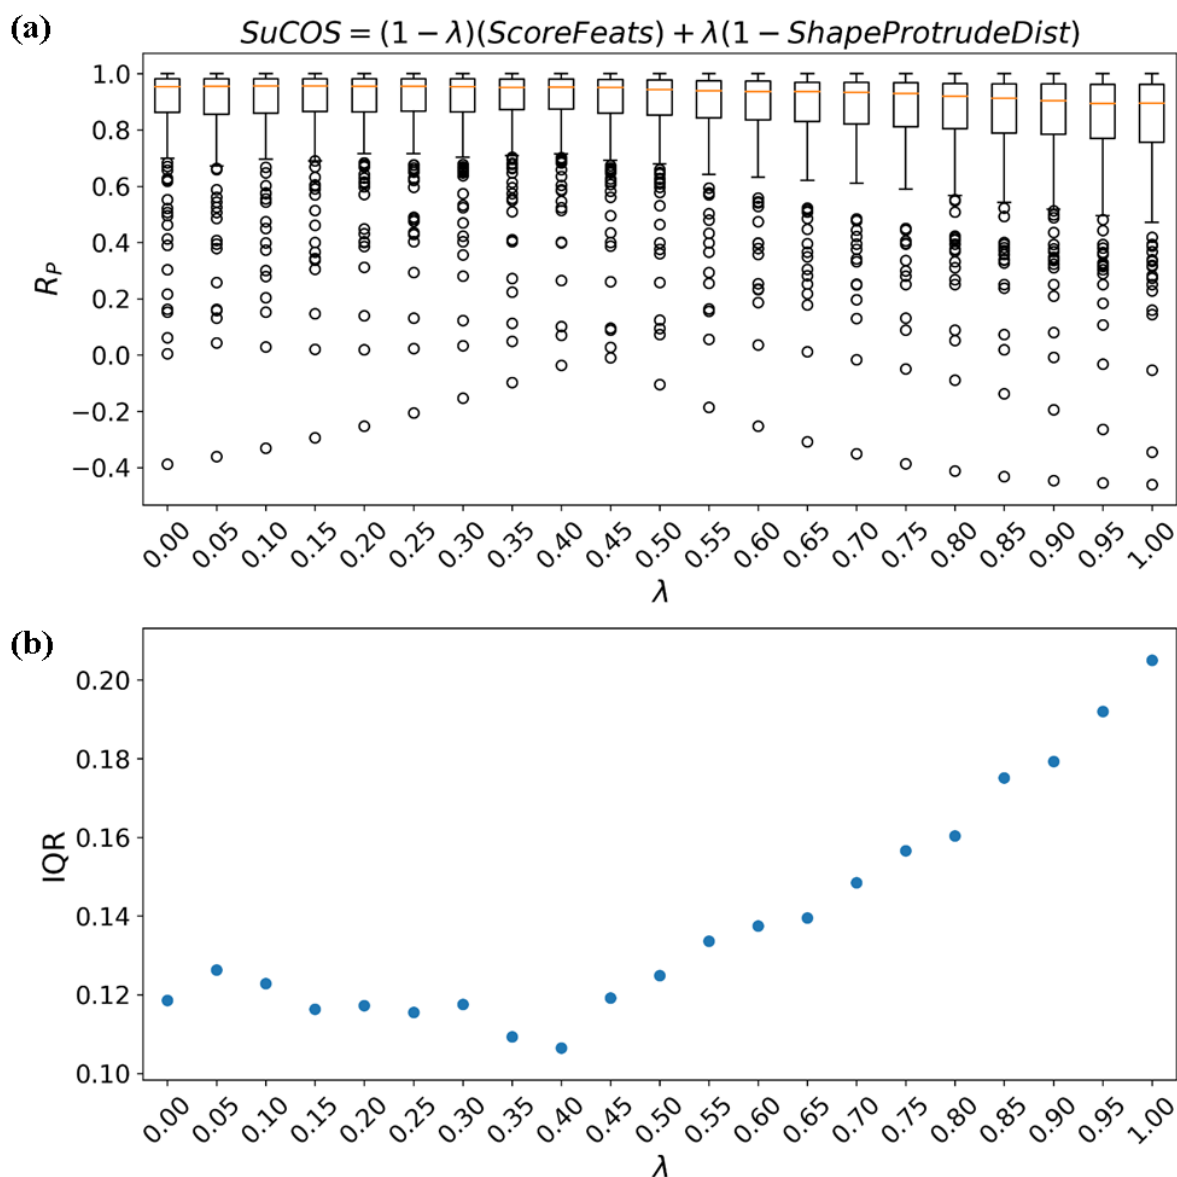 (a)
SuCOS = (1 − λ)(ScoreFeats) + λ(1 − ShapeProtrudeDist)
1.0
0.8
0.6
0.4
0.2
0.0
−0.2
−0.4
R_P
0.00 0.05 0.10 0.15 0.20 0.25 0.30 0.35 0.40 0.45 0.50 0.55 0.60 0.65 0.70 0.75 0.80 0.85 0.90 0.95 1.00
λ
(b)
0.20
0.18
0.16
0.14
0.12
0.10
IQR
0.00 0.05 0.10 0.15 0.20 0.25 0.30 0.35 0.40 0.45 0.50 0.55 0.60 0.65 0.70 0.75 0.80 0.85 0.90 0.95 1.00
λ